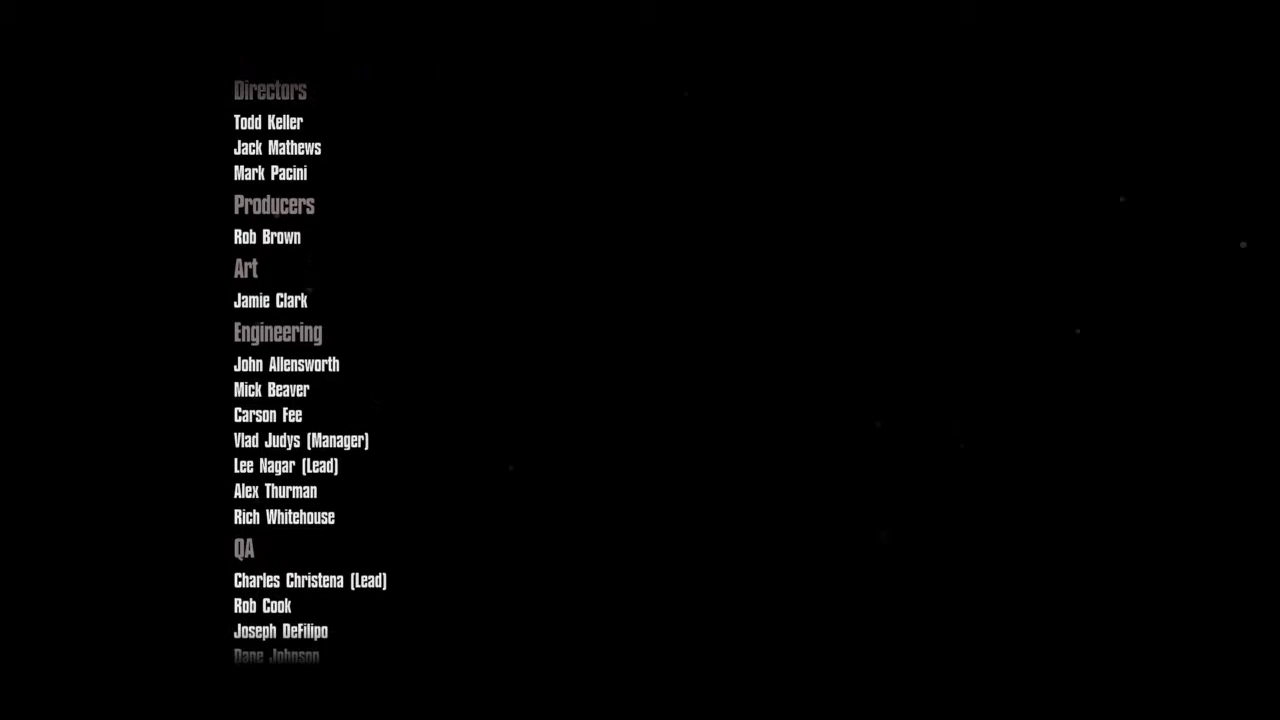 Directors
Todd Keller
Jack Mathews
Mark Pacini
Producers
Rob Brown
Art
Jamie Clark
Engineering
John Allensworth
Mick Beaver
Carson Fee
Vlad Judys (Manager)
Lee Nagar (Lead)
Alex Thurman
Rich Whitehouse
QA
Charles Christena (Lead)
Rob Cook
Joseph DeFilipo
Dane Johnson